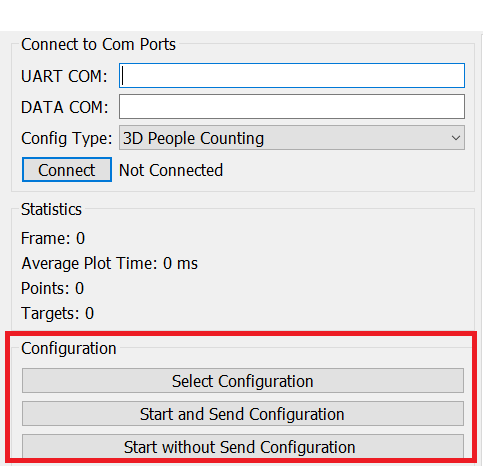 Connect to Com Ports
UART COM:
DATA COM:
Config Type: 3D People Counting
Connect Not Connected
Statistics
Frame: 0
Average Plot Time: 0 ms
Points: 0
Targets: 0
Configuration
Select Configuration
Start and Send Configuration
Start without Send Configuration